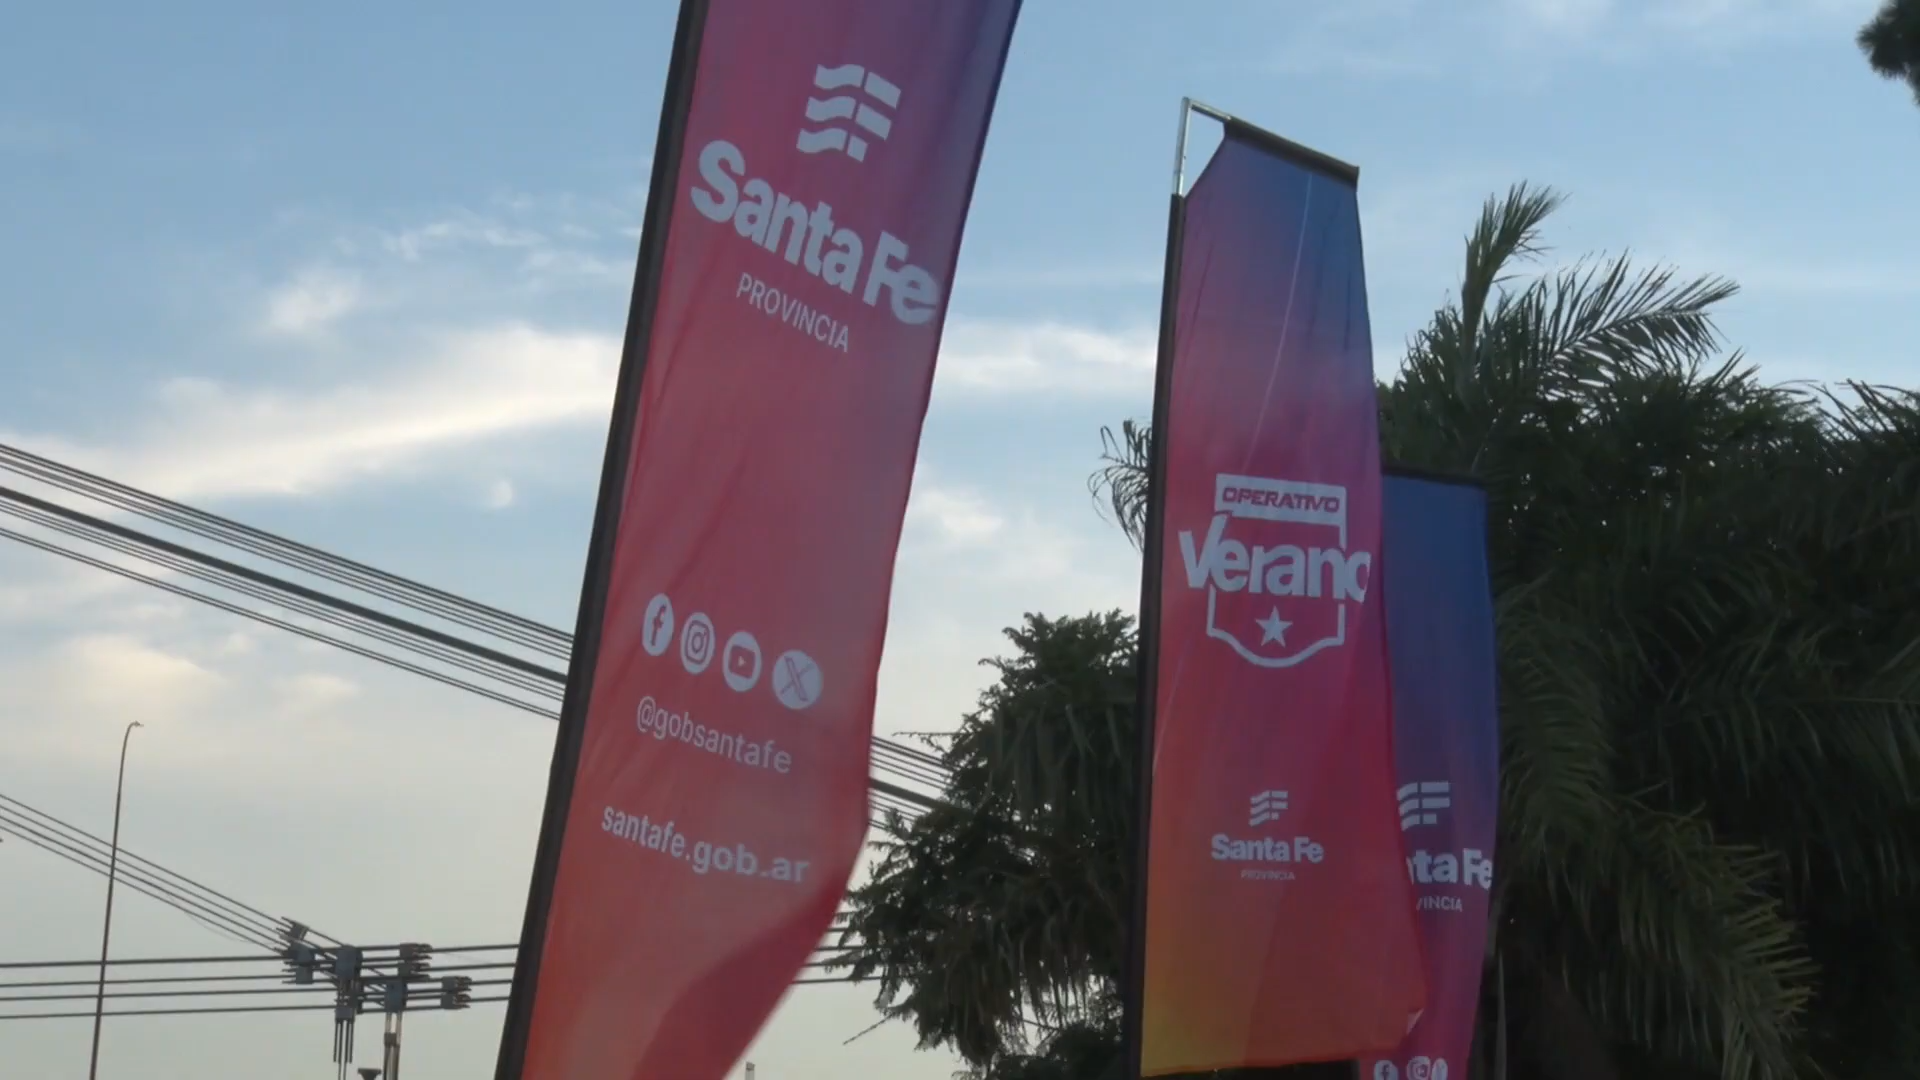 Santa Fe
PROVINCIA
@gobsantafe
santafe.gob.ar
OPERATIVO
Verano
Santa Fe
PROVINCIA
ta Fe
VINCIA